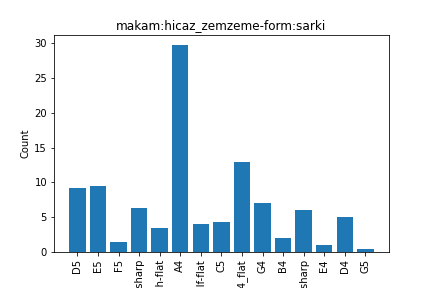 makam:hicaz_zemzeme-form:sarki
30
25
20
15
10
5
0
Count
D5
E5
F5
sharp
h-flat
A4
lf-flat
C5
4_flat
G4
B4
sharp
E4
D4
G5